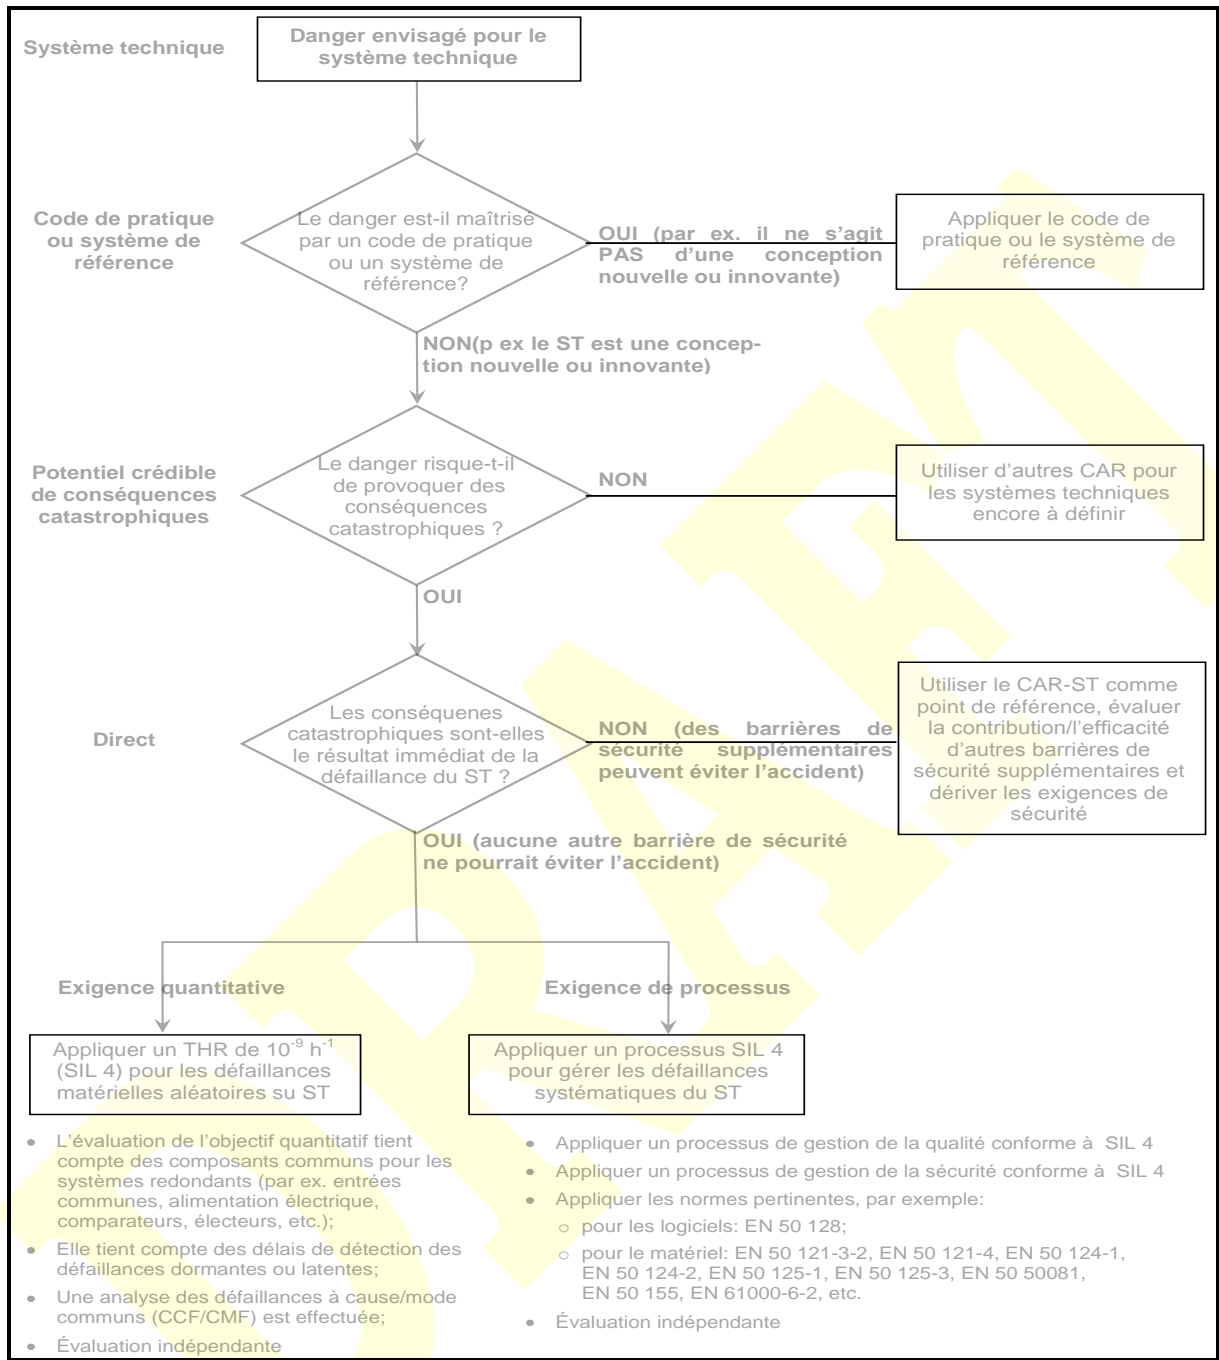 Système technique
Danger envisagé pour le
système technique
Code de pratique
ou système de
référence
Le danger est-il maîtrisé
par un code de pratique
ou un système de
référence?
OUI (par ex. il ne s'agit
PAS d'une conception
nouvelle ou innovante)
Appliquer le code de
pratique ou le système de
référence
NON(p ex le ST est une concep-
tion nouvelle ou innovante)
Potentiel crédible
de conséquences
catastrophiques
Le danger risque-t-il
de provoquer des
conséquences
catastrophiques ?
NON
Utiliser d'autres CAR pour
les systèmes techniques
encore à définir
OUI
Direct
Les conséquenes
catastrophiques sont-elles
le résultat immédiat de la
défaillance du ST ?
NON (des barrières de
sécurité supplémentaires
peuvent éviter l'accident)
Utiliser le CAR-ST comme
point de référence, évaluer
la contribution/l'efficacité
d'autres barrières de
sécurité supplémentaires et
dériver les exigences de
sécurité
OUI (aucune autre barrière de sécurité
ne pourrait éviter l'accident)
Exigence quantitative
Appliquer un THR de 10⁻⁹ h⁻¹
(SIL 4) pour les défaillances
matérielles aléatoires su ST
• L'évaluation de l'objectif quantitatif tient
compte des composants communs pour les
systèmes redondants (par ex. entrées
communes, alimentation électrique,
comparateurs, électeurs, etc.);
• Elle tient compte des délais de détection des
défaillances dormantes ou latentes;
• Une analyse des défaillances à cause/mode
communs (CCF/CMF) est effectuée;
• Évaluation indépendante
Exigence de processus
Appliquer un processus SIL 4
pour gérer les défaillances
systématiques du ST
• Appliquer un processus de gestion de la qualité conforme à SIL 4
• Appliquer un processus de gestion de la sécurité conforme à SIL 4
• Appliquer les normes pertinentes, par exemple:
o pour les logiciels: EN 50 128;
o pour le matériel: EN 50 121-3-2, EN 50 121-4, EN 50 124-1,
EN 50 124-2, EN 50 125-1, EN 50 125-3, EN 50 50081,
EN 50 155, EN 61000-6-2, etc.
• Évaluation indépendante
DRAFT